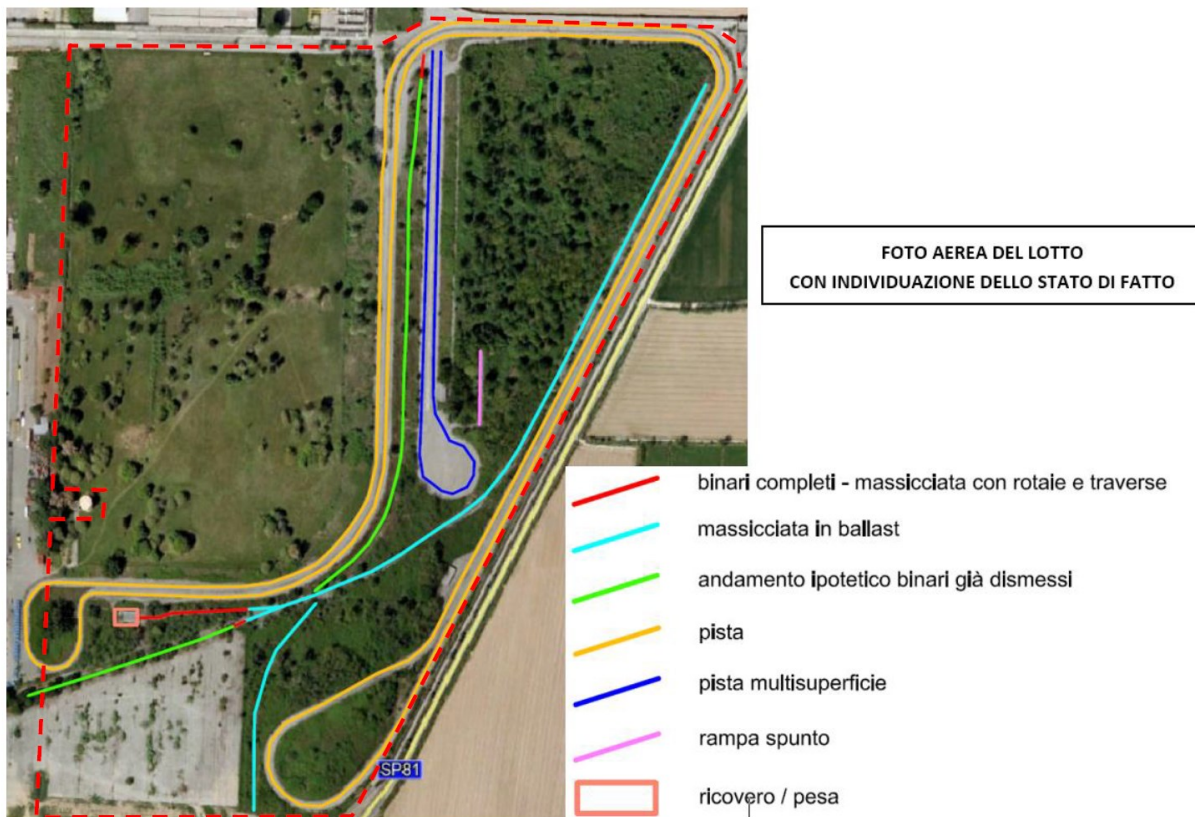 FOTO AEREA DEL LOTTO
CON INDIVIDUAZIONE DELLO STATO DI FATTO
binari completi - massicciata con rotaie e traverse
massicciata in ballast
andamento ipotetico binari già dismessi
pista
pista multisuperficie
rampa spunto
ricovero / pesa
SP81